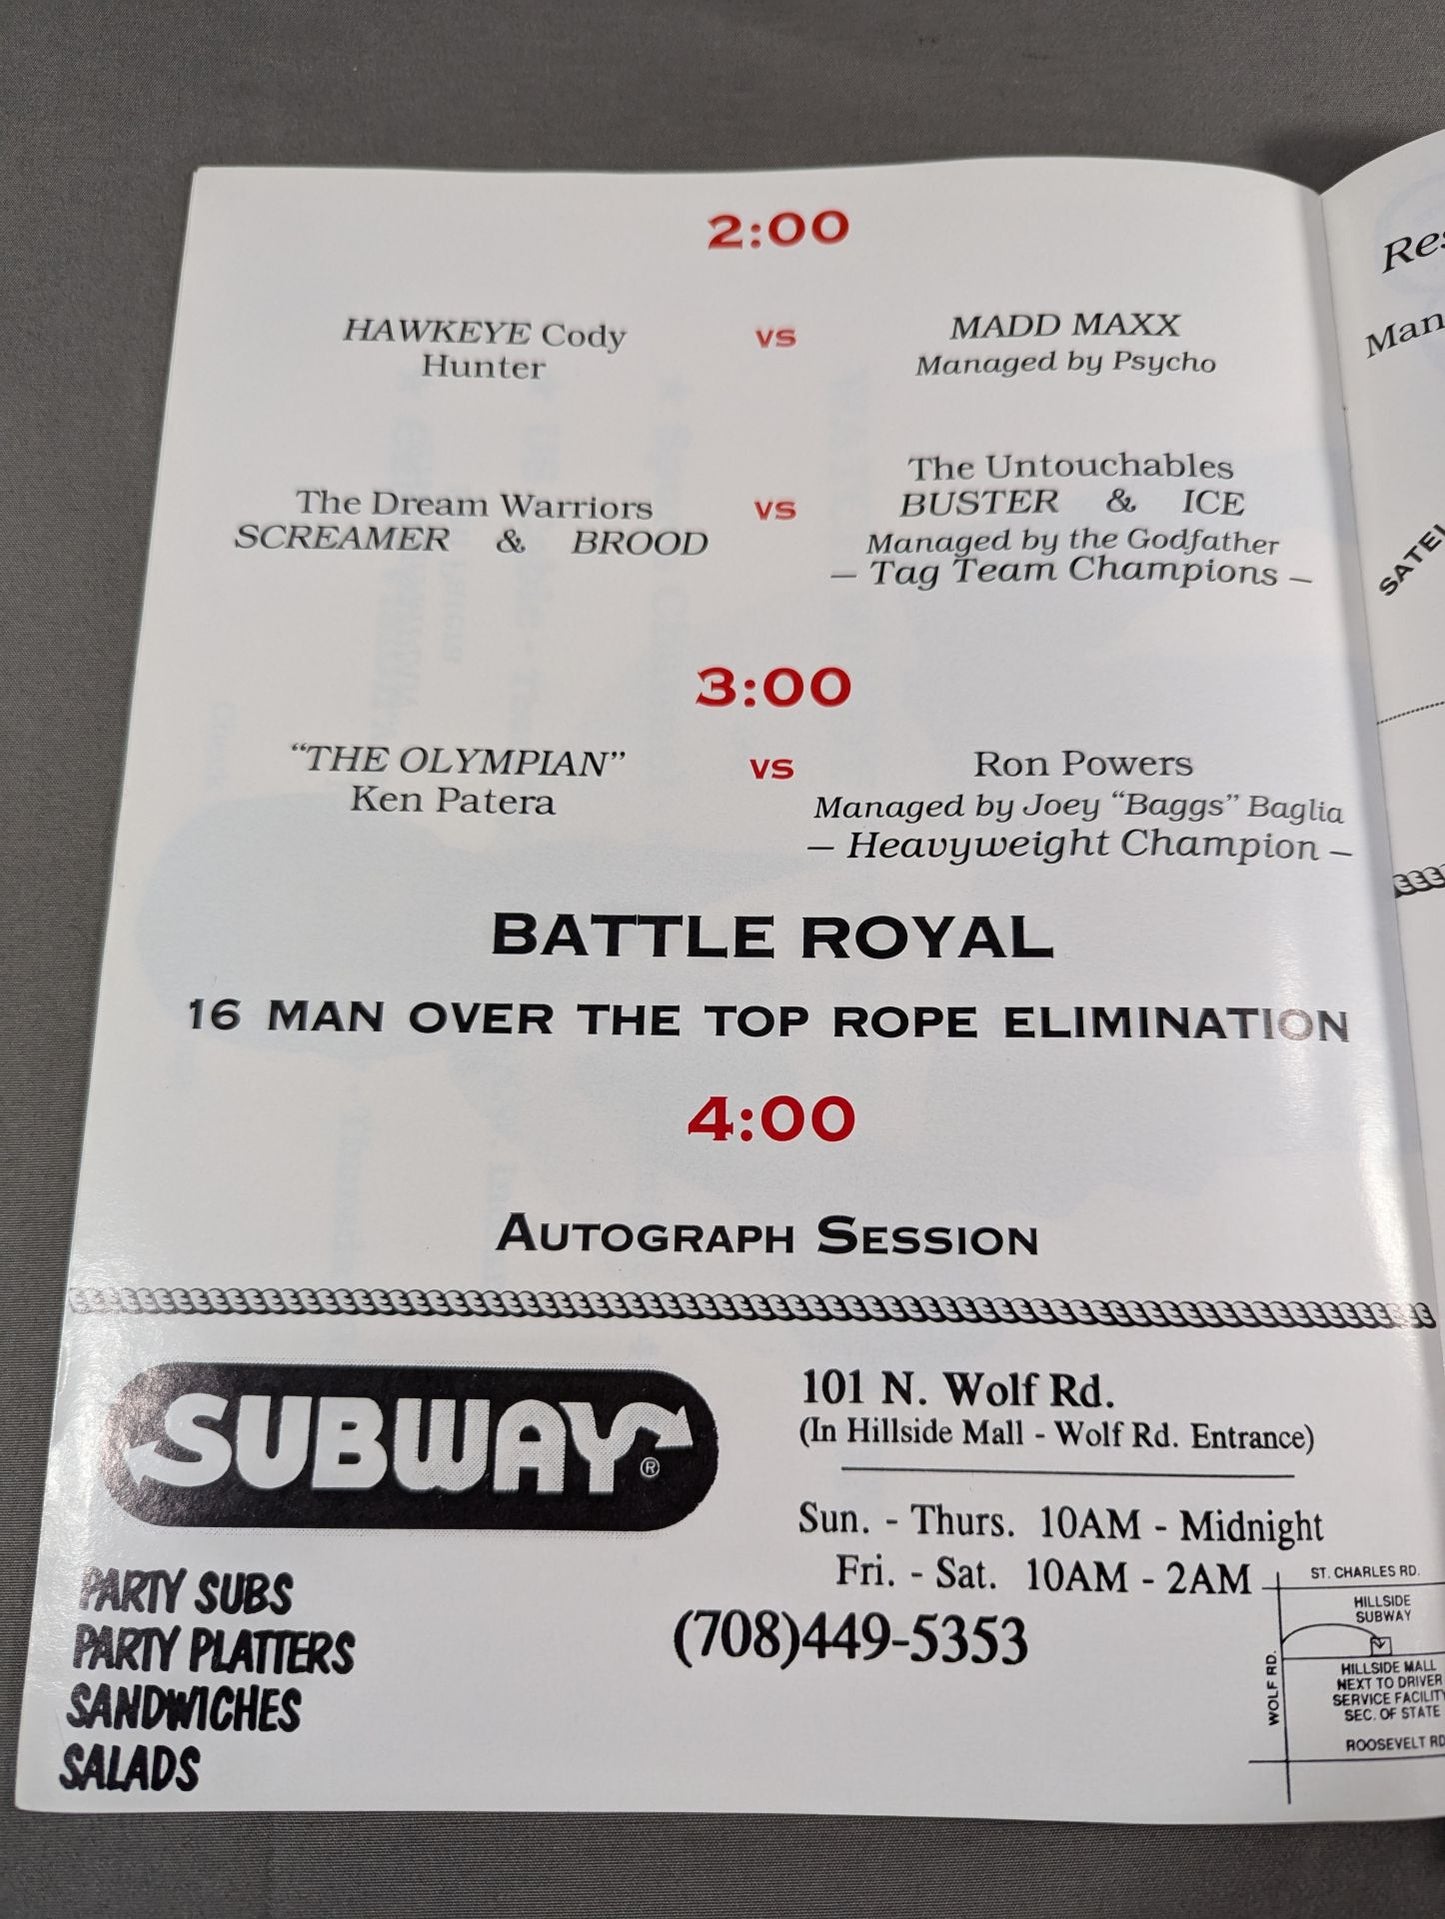 2:00
HAWKEYE Cody Hunter
vs
MADD MAXX
Managed by Psycho
The Dream Warriors
SCREAMER & BROOD
vs
The Untouchables
BUSTER & ICE
Managed by the Godfather
– Tag Team Champions –
3:00
"THE OLYMPIAN"
Ken Patera
vs
Ron Powers
Managed by Joey "Baggs" Baglia
– Heavyweight Champion –
BATTLE ROYAL
16 MAN OVER THE TOP ROPE ELIMINATION
4:00
AUTOGRAPH SESSION
SUBWAY®
PARTY SUBS
PARTY PLATTERS
SANDWICHES
SALADS
101 N. Wolf Rd.
(In Hillside Mall - Wolf Rd. Entrance)
Sun. - Thurs. 10AM - Midnight
Fri. - Sat. 10AM - 2AM
(708)449-5353
ST. CHARLES RD.
HILLSIDE
SUBWAY
WOLF RD.
HILLSIDE MALL
NEXT TO DRIVER
SERVICE FACILITY
SEC. OF STATE
ROOSEVELT RD